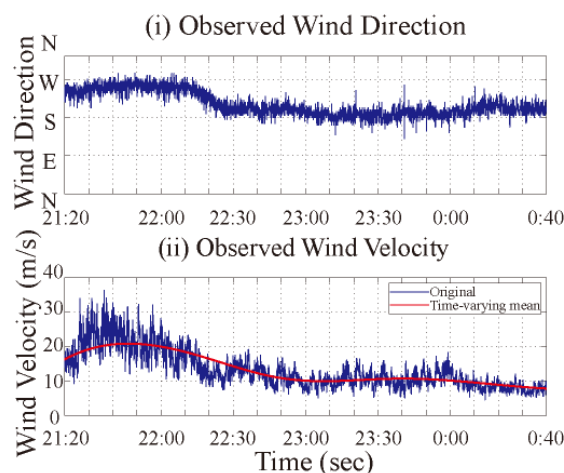 (i) Observed Wind Direction
Wind Direction
N
W
S
E
N
21:20 22:00 22:30 23:00 23:30 0:00 0:40
(ii) Observed Wind Velocity
Wind Velocity (m/s)
40
30
20
10
0
Original
Time-varying mean
21:20 22:00 22:30 23:00 23:30 0:00 0:40
Time (sec)